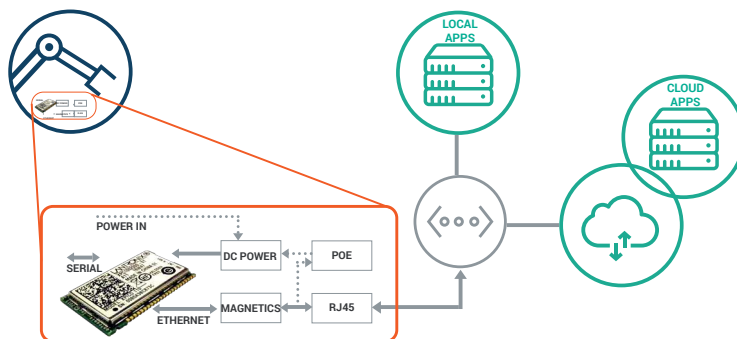 LOCAL
APPS
CLOUD
APPS
POWER IN
DC POWER
POE
SERIAL
MAGNETICS
RJ45
ETHERNET